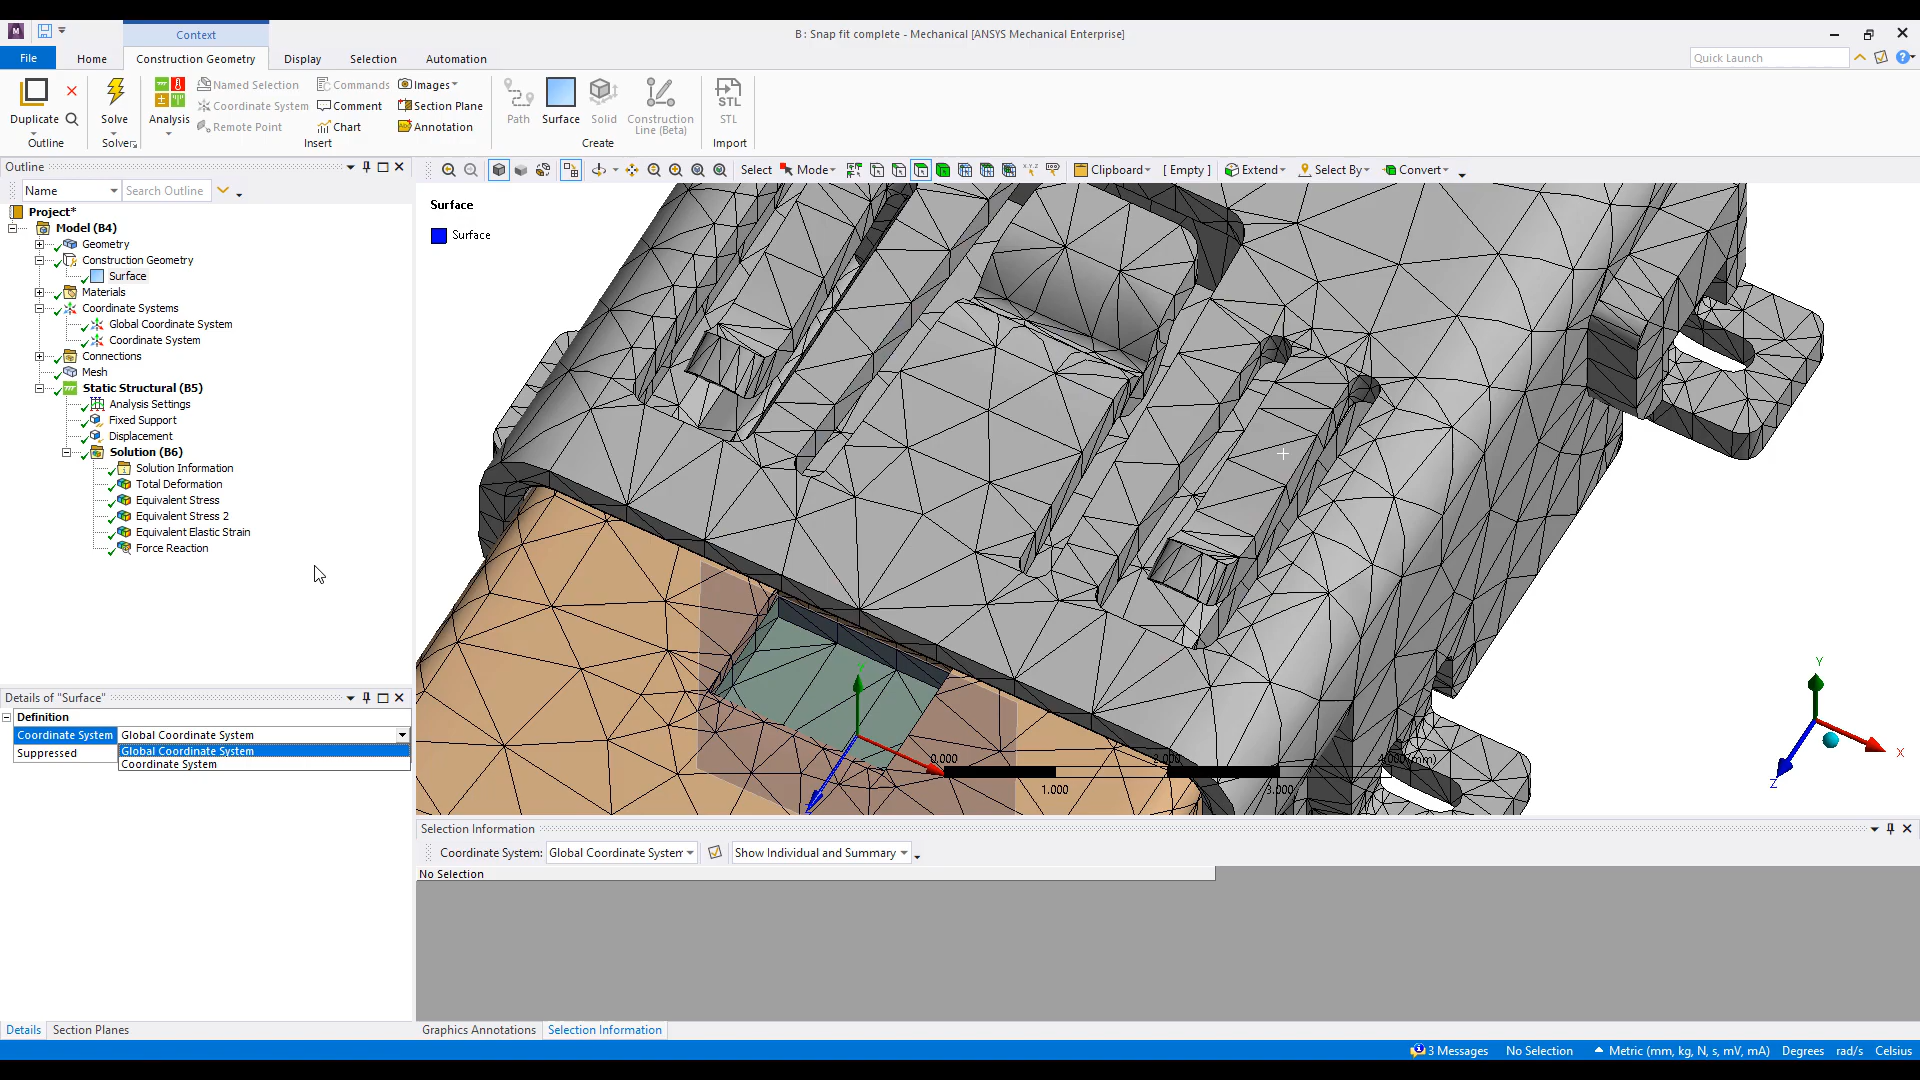 Context
B : Snap fit complete - Mechanical [ANSYS Mechanical Enterprise]
File
Home
Construction Geometry
Display
Selection
Automation
Quick Launch
Duplicate
Outline
Solve
Solver
Analysis
Named Selection
Coordinate System
Remote Point
Commands
Comment
Chart
Images
Section Plane
Annotation
Insert
Path
Surface
Solid
Construction Line (Beta)
Create
STL
STL
Import
Outline
Name
Search Outline
Select
Mode
Clipboard
[ Empty ]
Extend
Select By
Convert
Project*
Model (B4)
Geometry
Construction Geometry
Surface
Materials
Coordinate Systems
Global Coordinate System
Coordinate System
Connections
Mesh
Static Structural (B5)
Analysis Settings
Fixed Support
Displacement
Solution (B6)
Solution Information
Total Deformation
Equivalent Stress
Equivalent Stress 2
Equivalent Elastic Strain
Force Reaction
Surface
Surface
Y
0.000
2.000
4.000 (mm)
1.000
3.000
Y
X
Z
Details of "Surface"
Definition
Coordinate System
Global Coordinate System
Suppressed
Global Coordinate System
Coordinate System
Selection Information
Coordinate System:
Global Coordinate System
Show Individual and Summary
No Selection
Details
Section Planes
Graphics Annotations
Selection Information
3 Messages
No Selection
Metric (mm, kg, N, s, mV, mA)
Degrees
rad/s
Celsius